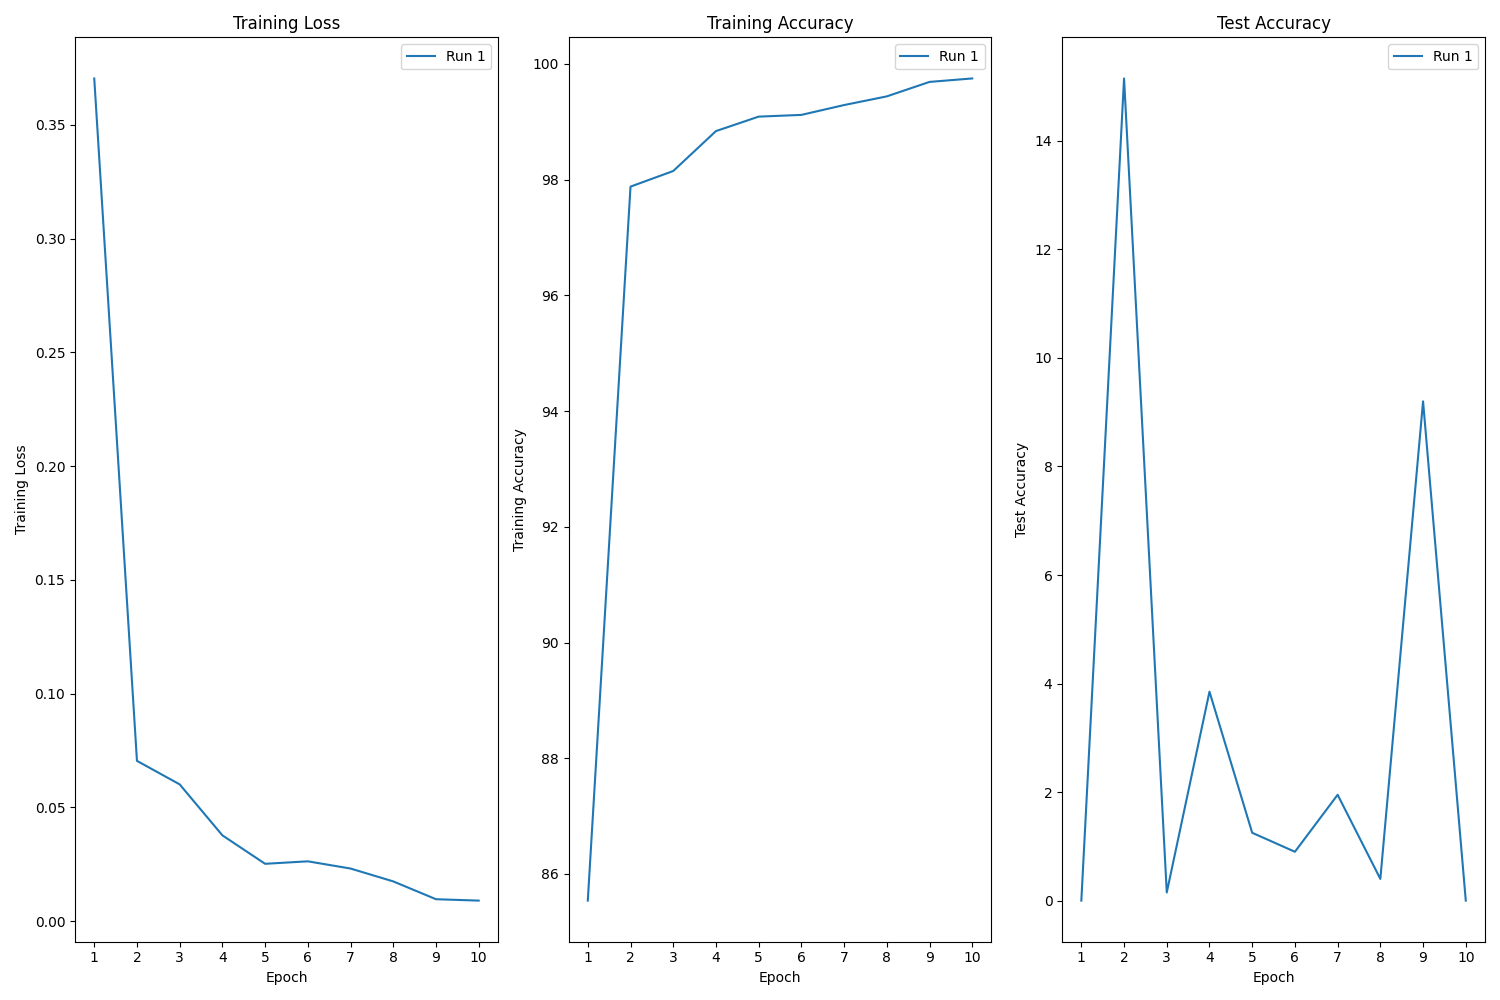 Training Loss
Run 1
0.35
0.30
0.25
0.20
0.15
0.10
0.05
0.00
Training Loss
1 2 3 4 5 6 7 8 9 10
Epoch
Training Accuracy
Run 1
100
98
96
94
92
90
88
86
Training Accuracy
1 2 3 4 5 6 7 8 9 10
Epoch
Test Accuracy
Run 1
14
12
10
8
6
4
2
0
Test Accuracy
1 2 3 4 5 6 7 8 9 10
Epoch